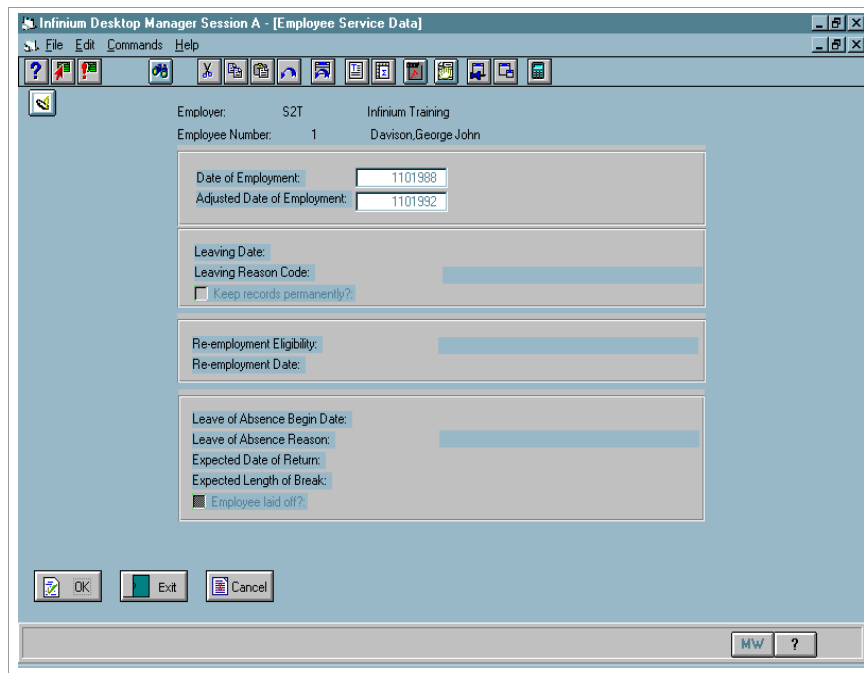 Infinium Desktop Manager Session A - [Employee Service Data]
File Edit Commands Help
Employer: S2T Infinium Training
Employee Number: 1 Davison,George John
Date of Employment: 1101988
Adjusted Date of Employment: 1101992
Leaving Date:
Leaving Reason Code:
Keep records permanently?:
Re-employment Eligibility:
Re-employment Date:
Leave of Absence Begin Date:
Leave of Absence Reason:
Expected Date of Return:
Expected Length of Break:
Employee laid off?:
OK Exit Cancel
MW ?